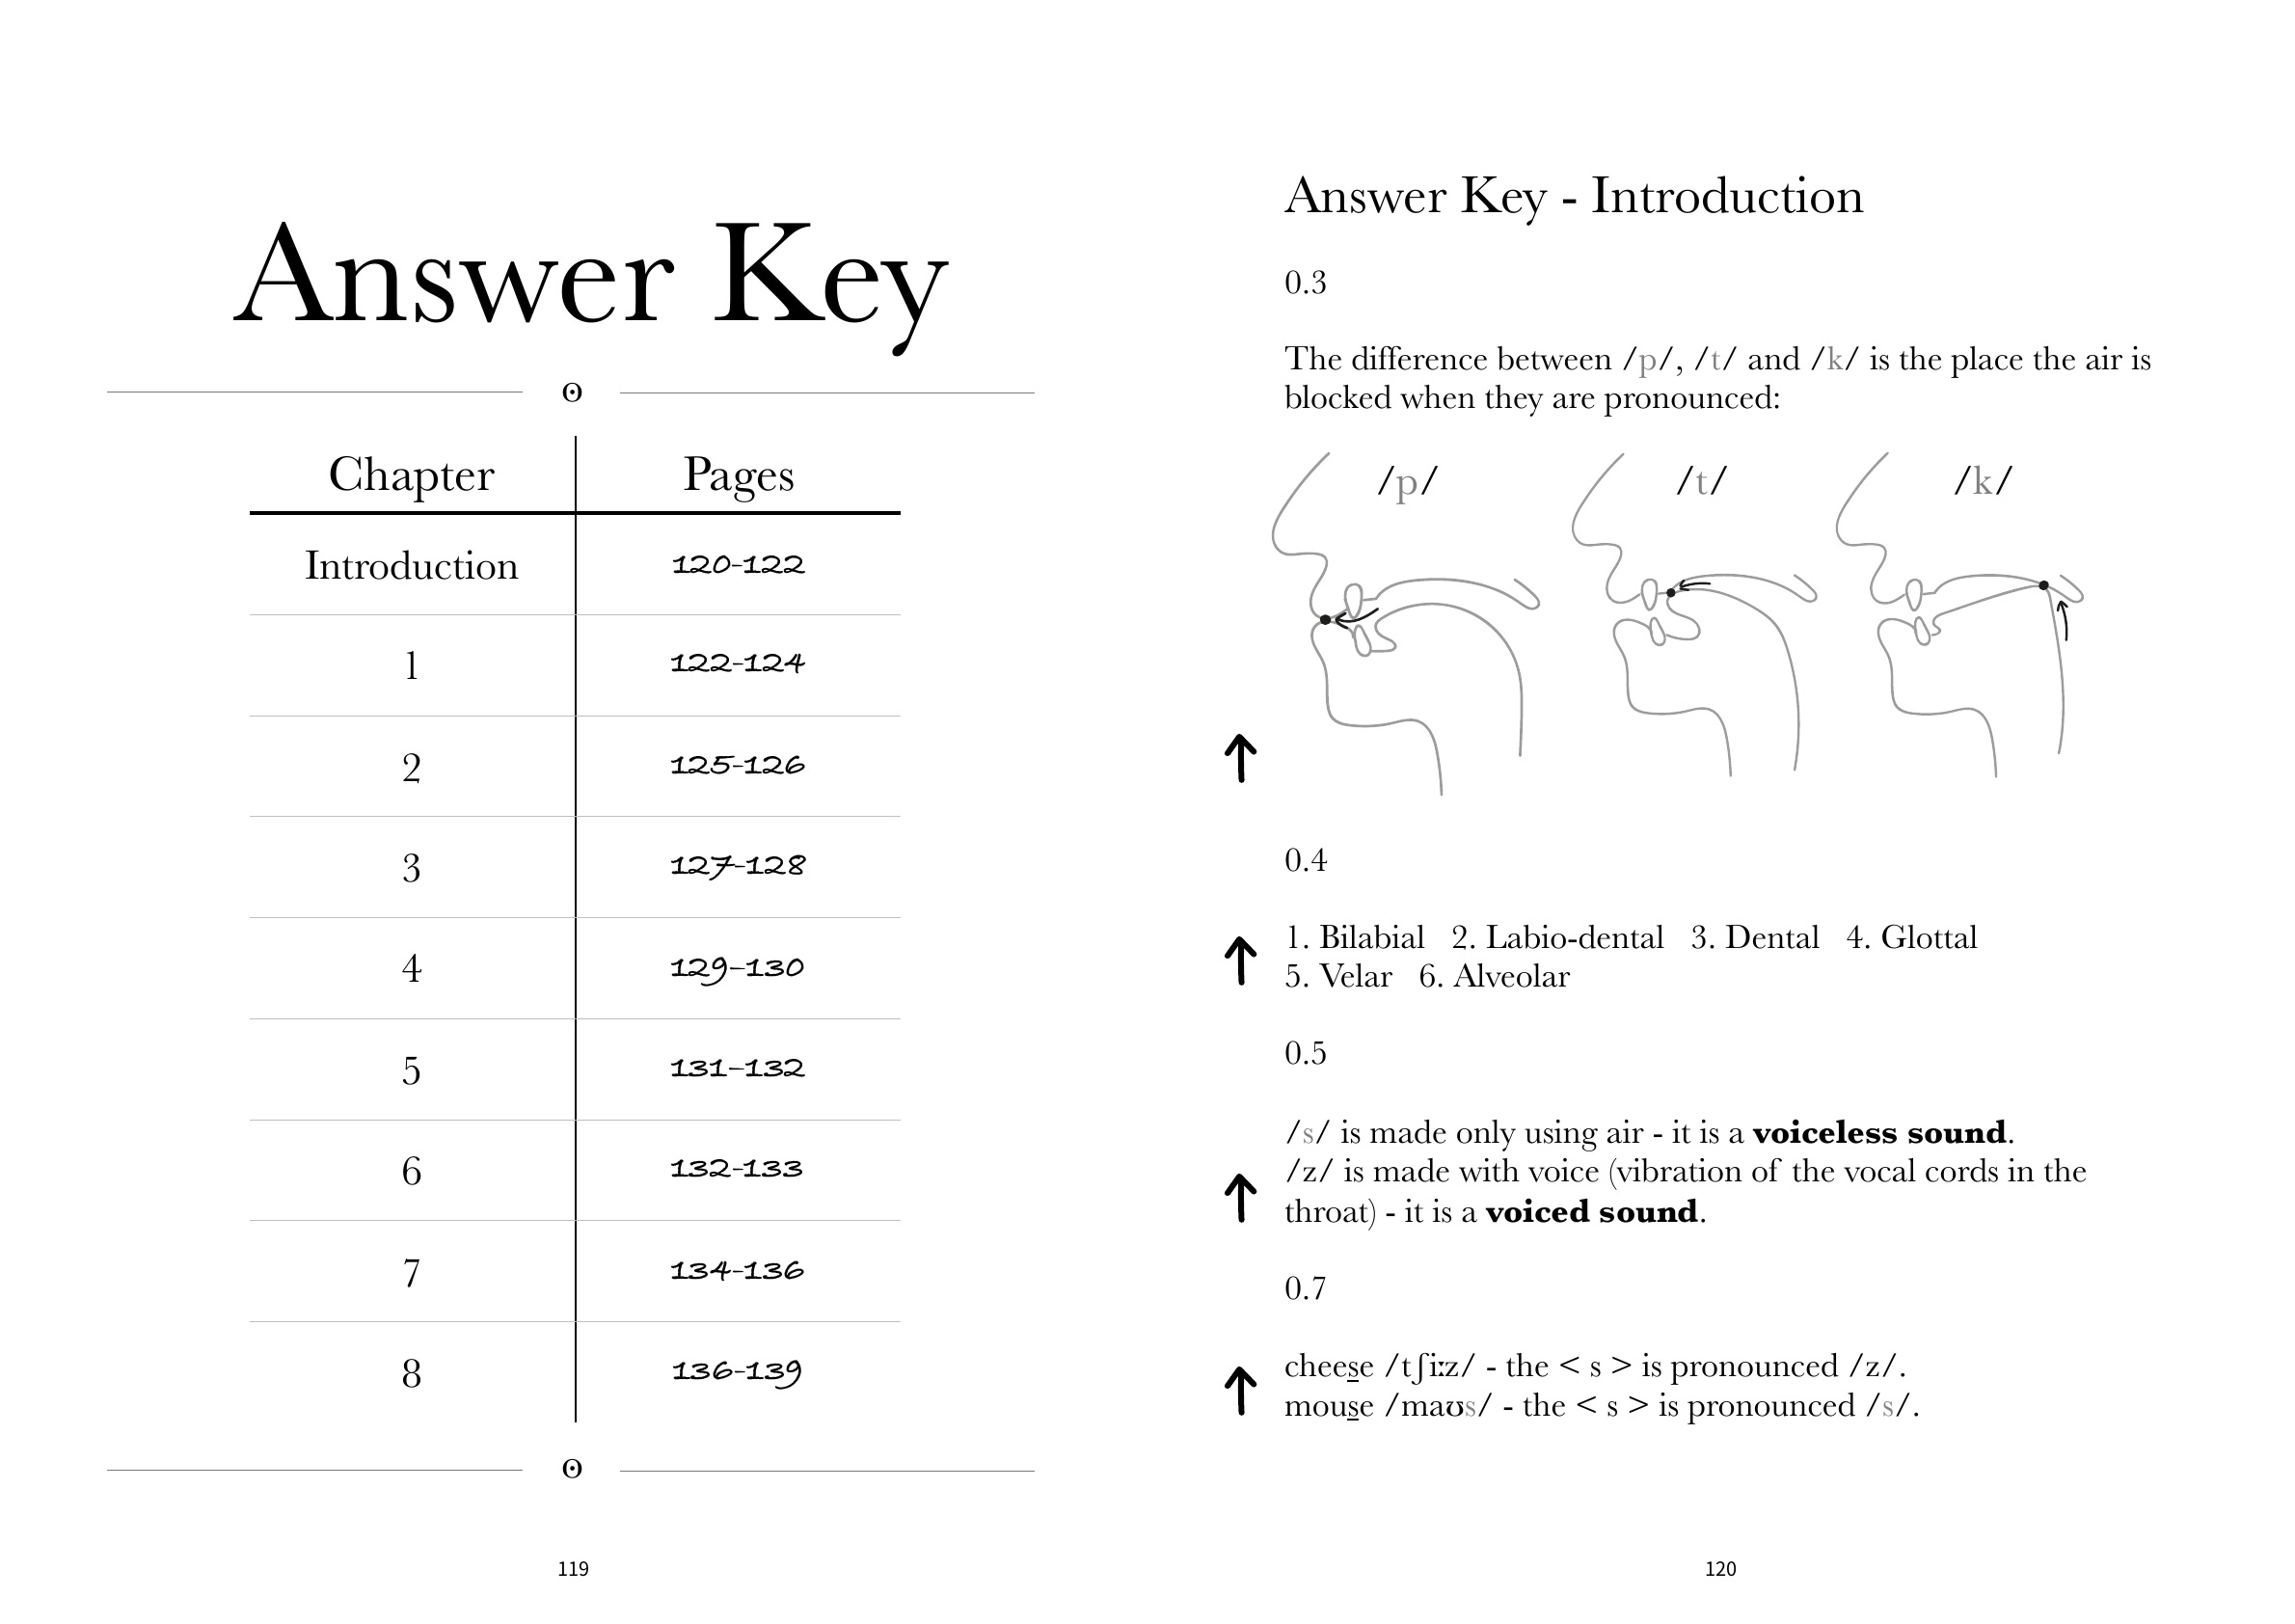 Answer Key
Chapter Pages
Introduction 120-122
1 122-124
2 125-126
3 127-128
4 129-130
5 131-132
6 132-133
7 134-136
8 136-139
119
Answer Key - Introduction
0.3
The difference between /p/, /t/ and /k/ is the place the air is
blocked when they are pronounced:
/p/ /t/ /k/
0.4
1. Bilabial 2. Labio-dental 3. Dental 4. Glottal
5. Velar 6. Alveolar
0.5
/s/ is made only using air - it is a voiceless sound.
/z/ is made with voice (vibration of the vocal cords in the
throat) - it is a voiced sound.
0.7
cheese /tʃiːz/ - the < s > is pronounced /z/.
mouse /maʊs/ - the < s > is pronounced /s/.
120